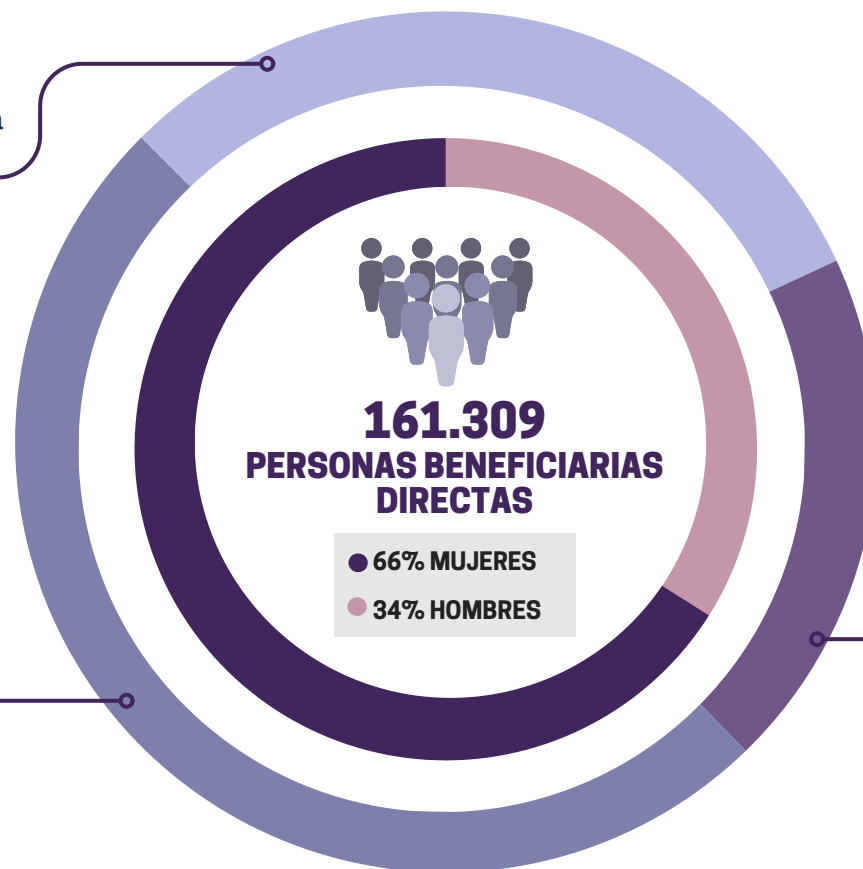 161.309
PERSONAS BENEFICIARIAS
DIRECTAS
66% MUJERES
34% HOMBRES